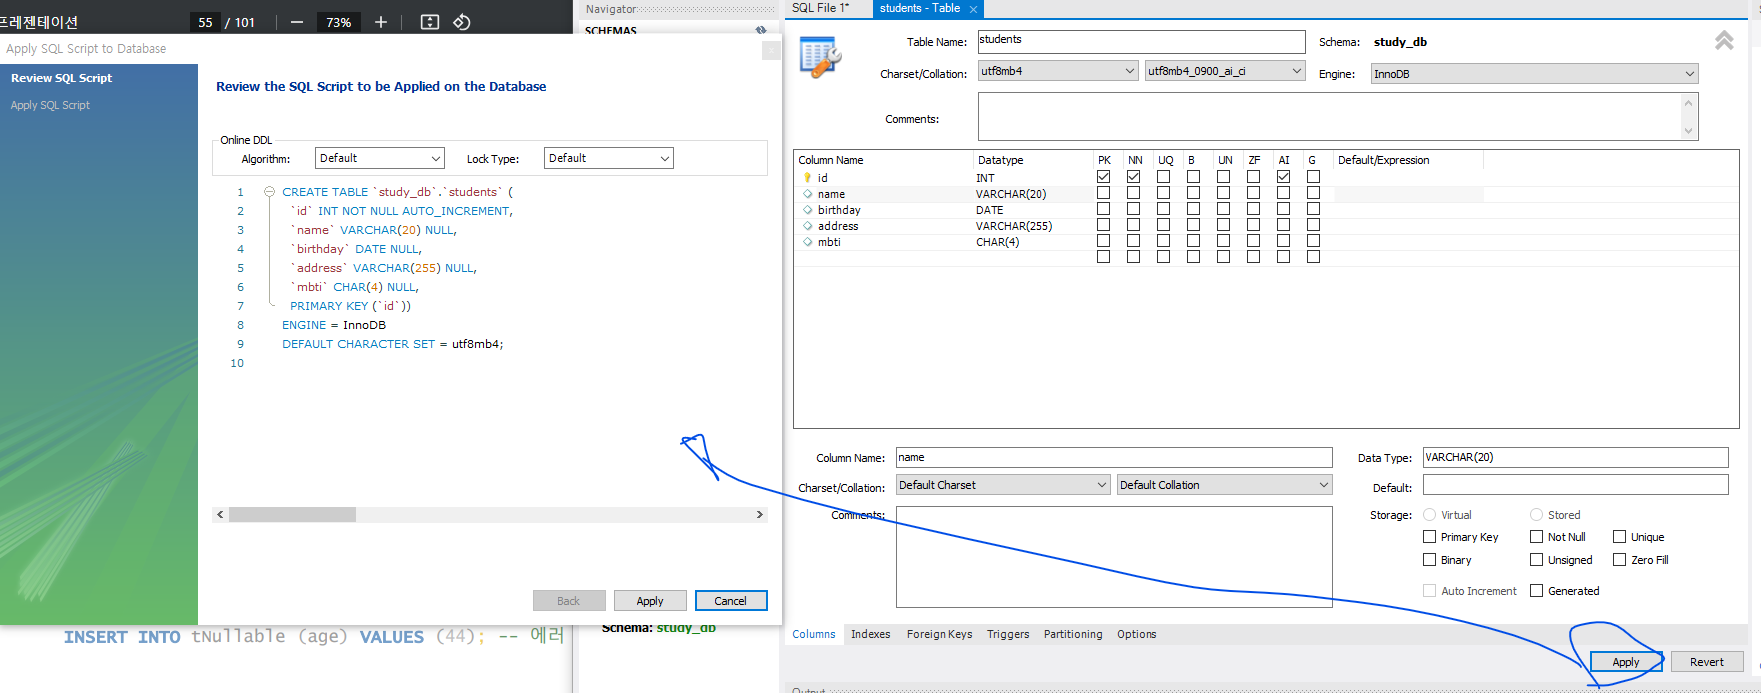 프레젠테이션
55 / 101
73%
Navigator
SCHEMAS
SQL File 1*
students - Table
Apply SQL Script to Database
Review SQL Script
Apply SQL Script
Review the SQL Script to be Applied on the Database
Online DDL
Algorithm: Default
Lock Type: Default
1 CREATE TABLE `study_db`.`students` (
2 `id` INT NOT NULL AUTO_INCREMENT,
3 `name` VARCHAR(20) NULL,
4 `birthday` DATE NULL,
5 `address` VARCHAR(255) NULL,
6 `mbti` CHAR(4) NULL,
7 PRIMARY KEY (`id`))
8 ENGINE = InnoDB
9 DEFAULT CHARACTER SET = utf8mb4;
10
Back Apply Cancel
INSERT INTO tNullable (age) VALUES (44); -- 에러
Schema: study_db
Table Name: students
Schema: study_db
Charset/Collation: utf8mb4 utf8mb4_0900_ai_ci
Engine: InnoDB
Comments:
Column Name Datatype PK NN UQ B UN ZF AI G Default/Expression
id INT
name VARCHAR(20)
birthday DATE
address VARCHAR(255)
mbti CHAR(4)
Column Name: name
Data Type: VARCHAR(20)
Charset/Collation: Default Charset Default Collation
Default:
Comments:
Storage: Virtual Stored
Primary Key Not Null Unique
Binary Unsigned Zero Fill
Auto Increment Generated
Columns Indexes Foreign Keys Triggers Partitioning Options
Apply Revert
Output